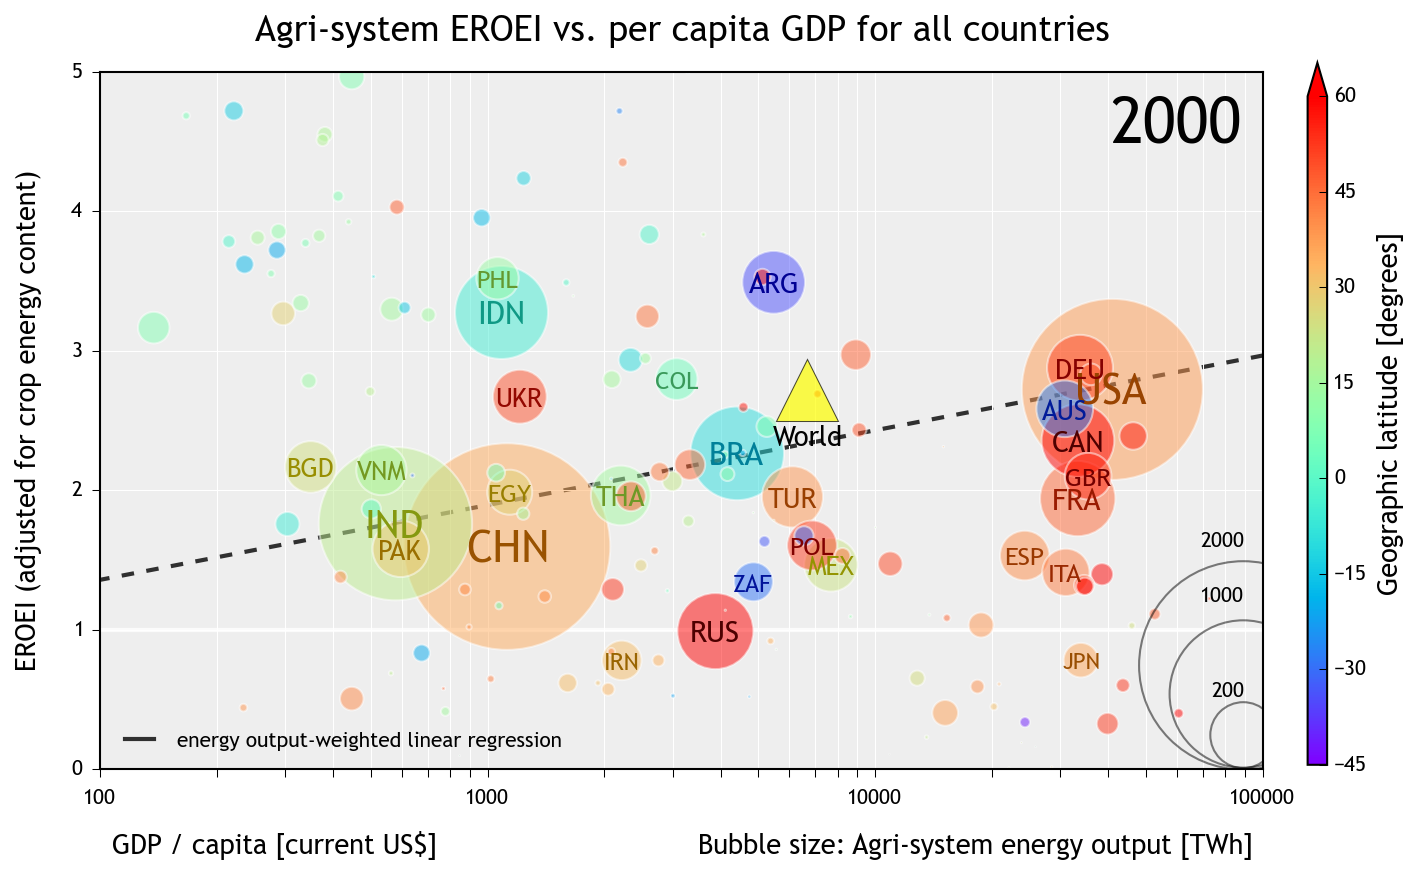 Agri-system EROEI vs. per capita GDP for all countries
2000
EROEI (adjusted for crop energy content)
5
4
3
2
1
0
PHL
IDN
ARG
UKR
COL
DEU
USA
AUS
World
BRA
CAN
BGD
VNM
GBR
EGY
THA
TUR
FRA
IND
CHN
PAK
POL
MEX
ESP
ITA
ZAF
RUS
IRN
JPN
2000
1000
200
energy output-weighted linear regression
100
1000
10000
100000
GDP / capita [current US$]
Bubble size: Agri-system energy output [TWh]
60
45
30
15
0
−15
−30
−45
Geographic latitude [degrees]